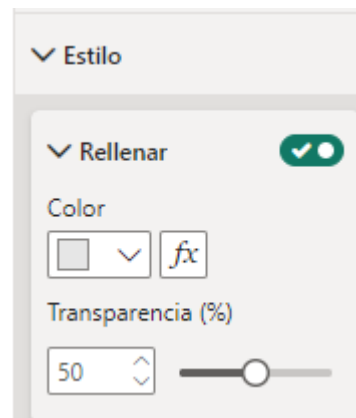 Estilo
Rellenar
Color
fx
Transparencia (%)
50